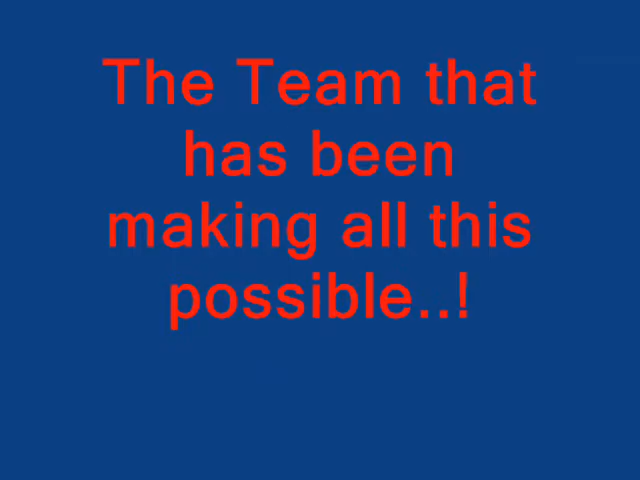 The Team that
has been
making all this
possible..!